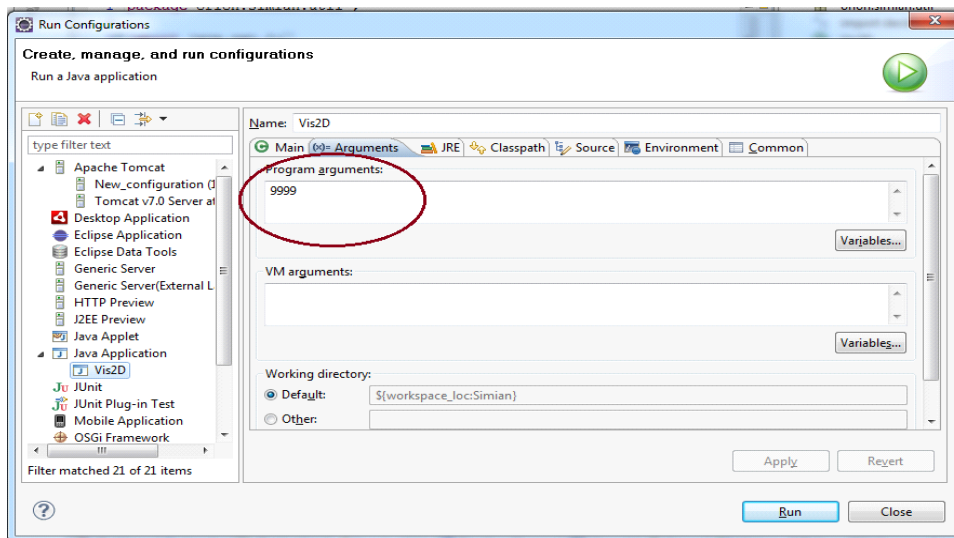 Run Configurations
Create, manage, and run configurations
Run a Java application
type filter text
Apache Tomcat
New_configuration (1
Tomcat v7.0 Server at
Desktop Application
Eclipse Application
Eclipse Data Tools
Generic Server
Generic Server(External L
HTTP Preview
J2EE Preview
Java Applet
Java Application
Vis2D
JUnit
JUnit Plug-in Test
Mobile Application
OSGi Framework
Filter matched 21 of 21 items
Name: Vis2D
Main (x)= Arguments JRE Classpath Source Environment Common
Program arguments:
9999
Variables...
VM arguments:
Variables...
Working directory:
Default: ${workspace_loc:Simian}
Other:
Apply Revert
Run Close